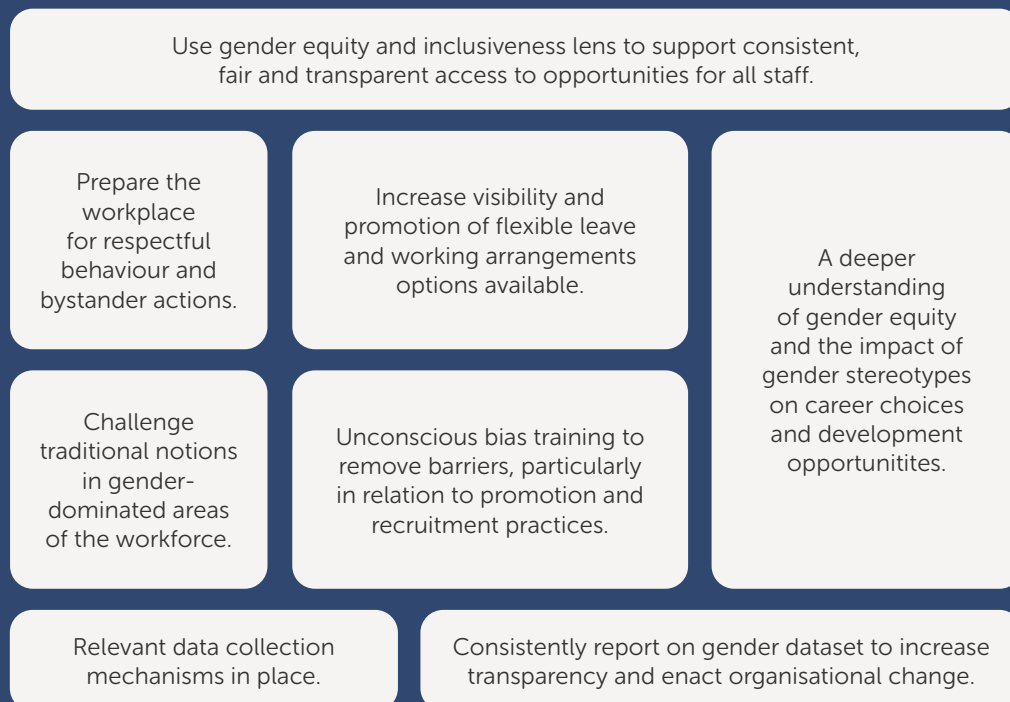 Use gender equity and inclusiveness lens to support consistent,
fair and transparent access to opportunities for all staff.
Prepare the
workplace
for respectful
behaviour and
bystander actions.
Increase visibility and
promotion of flexible leave
and working arrangements
options available.
A deeper
understanding
of gender equity
and the impact of
gender stereotypes
on career choices
and development
opportunitites.
Challenge
traditional notions
in gender-
dominated areas
of the workforce.
Unconscious bias training to
remove barriers, particularly
in relation to promotion and
recruitment practices.
Relevant data collection
mechanisms in place.
Consistently report on gender dataset to increase
transparency and enact organisational change.